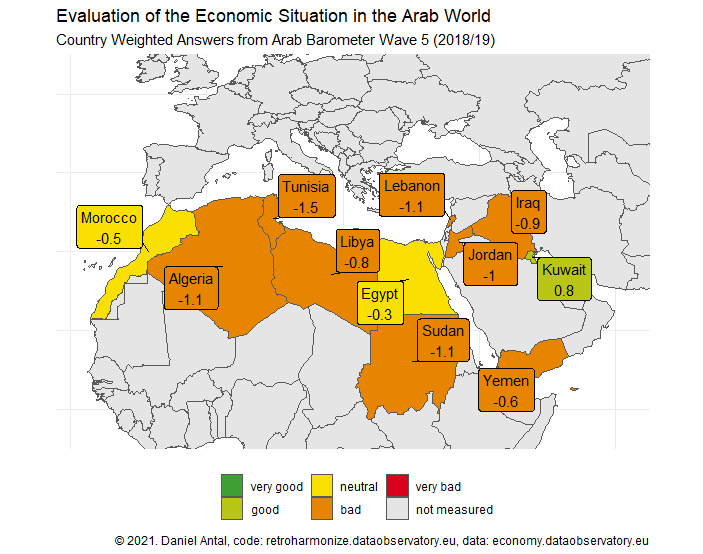 Evaluation of the Economic Situation in the Arab World
Country Weighted Answers from Arab Barometer Wave 5 (2018/19)
Tunisia
-1.5
Lebanon
-1.1
Iraq
-0.9
Morocco
-0.5
Libya
-0.8
Jordan
-1
Kuwait
0.8
Algeria
-1.1
Egypt
-0.3
Sudan
-1.1
Yemen
-0.6
very good
neutral
very bad
good
bad
not measured
© 2021. Daniel Antal, code: retroharmonize.dataobservatory.eu, data: economy.dataobservatory.eu